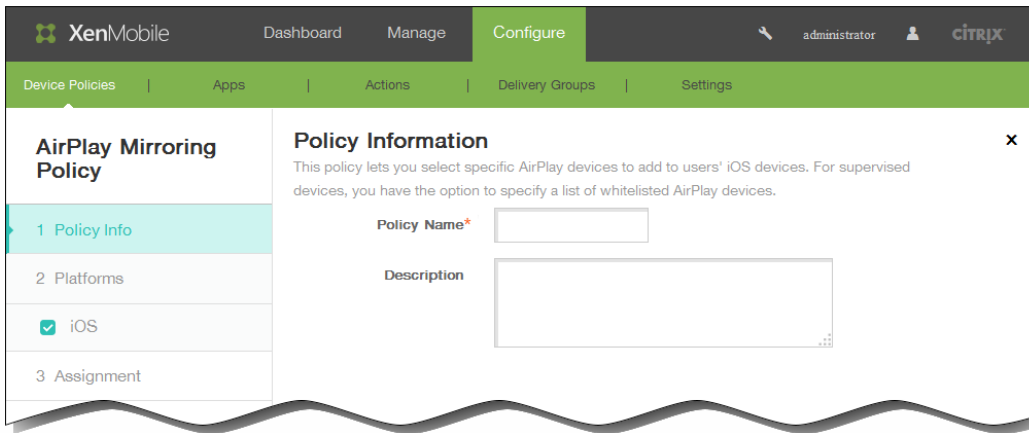 XenMobile Dashboard Manage Configure administrator CİTRIX
Device Policies | Apps | Actions | Delivery Groups | Settings
AirPlay Mirroring
Policy
1 Policy Info
2 Platforms
iOS
3 Assignment
Policy Information
This policy lets you select specific AirPlay devices to add to users' iOS devices. For supervised
devices, you have the option to specify a list of whitelisted AirPlay devices.
Policy Name*
Description
x